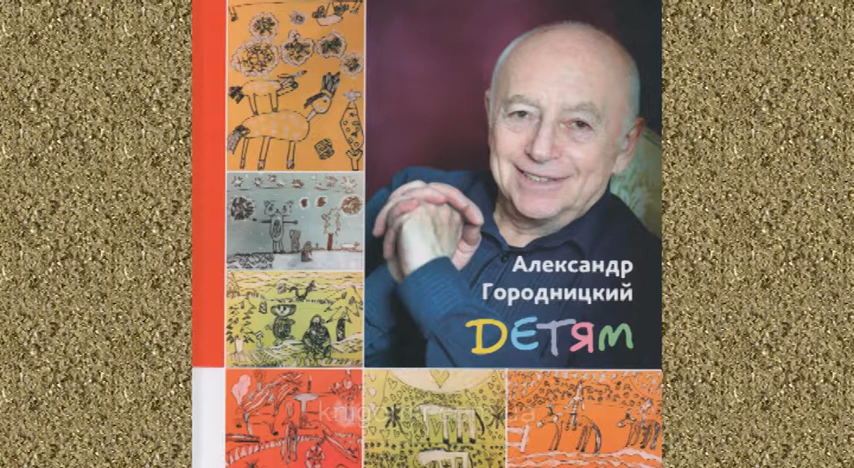 Александр
Городницкий
ДЕТЯМ